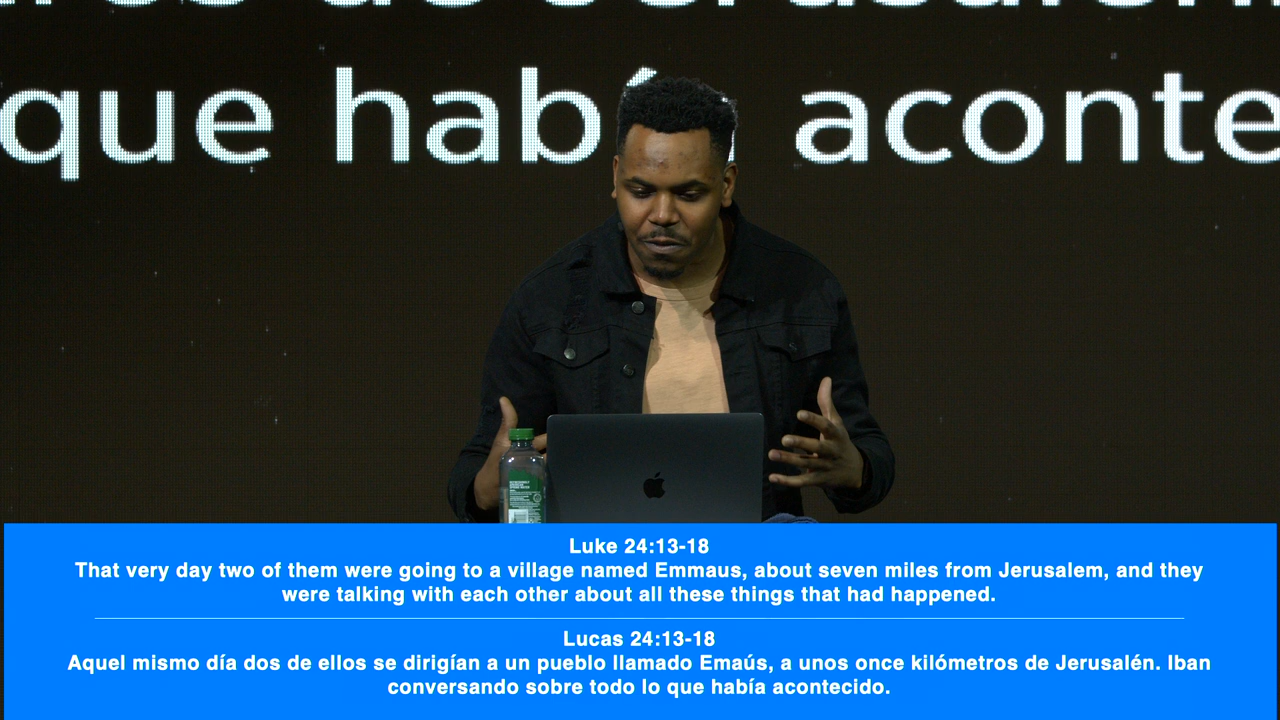 que había aconte
Luke 24:13-18
That very day two of them were going to a village named Emmaus, about seven miles from Jerusalem, and they
were talking with each other about all these things that had happened.
Lucas 24:13-18
Aquel mismo día dos de ellos se dirigían a un pueblo llamado Emaús, a unos once kilómetros de Jerusalén. Iban
conversando sobre todo lo que había acontecido.